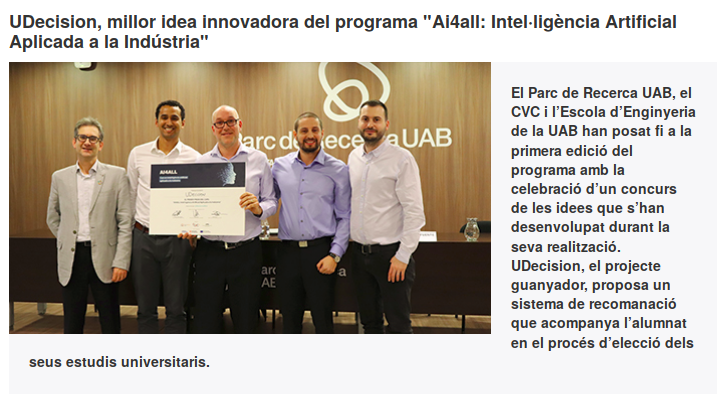 UDecision, millor idea innovadora del programa "Ai4all: Intel·ligència Artificial
Aplicada a la Indústria"
El Parc de Recerca UAB, el
CVC i l’Escola d’Enginyeria
de la UAB han posat fi a la
primera edició del
programa amb la
celebració d’un concurs
de les idees que s’han
desenvolupat durant la
seva realització.
UDecision, el projecte
guanyador, proposa un
sistema de recomanació
que acompanya l’alumnat
en el procés d’elecció dels
seus estudis universitaris.
Parc de Recerca UAB
AI4ALL
UDecision